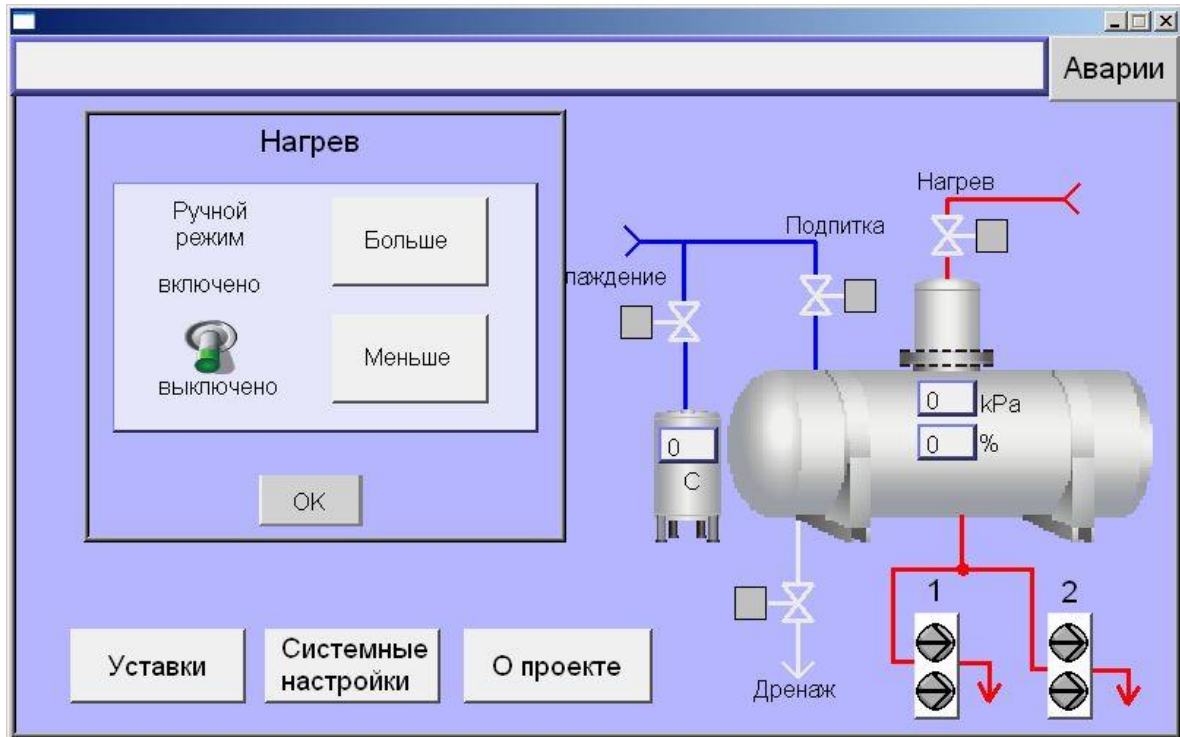 Аварии
Нагрев
Ручной
режим
включено
выключено
Больше
Меньше
OK
Нагрев
Подпитка
лаждение
0
C
0 kPa
0 %
1 2
Дренаж
Уставки
Системные
настройки
О проекте